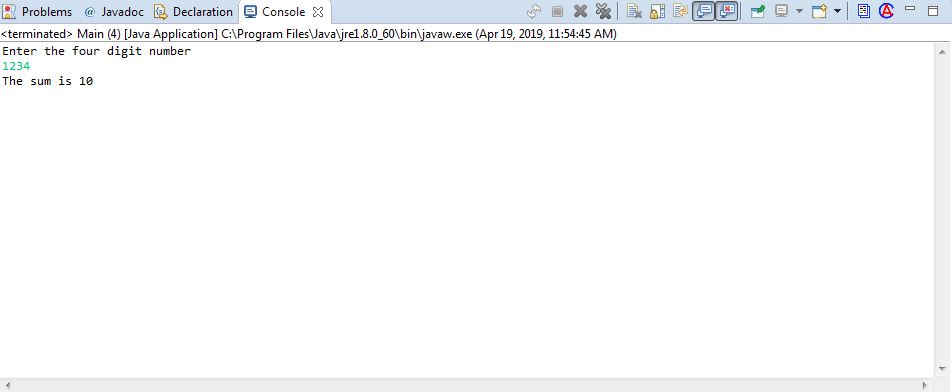 Problems @ Javadoc Declaration Console
<terminated> Main (4) [Java Application] C:\Program Files\Java\jre1.8.0_60\bin\javaw.exe (Apr 19, 2019, 11:54:45 AM)
Enter the four digit number
1234
The sum is 10